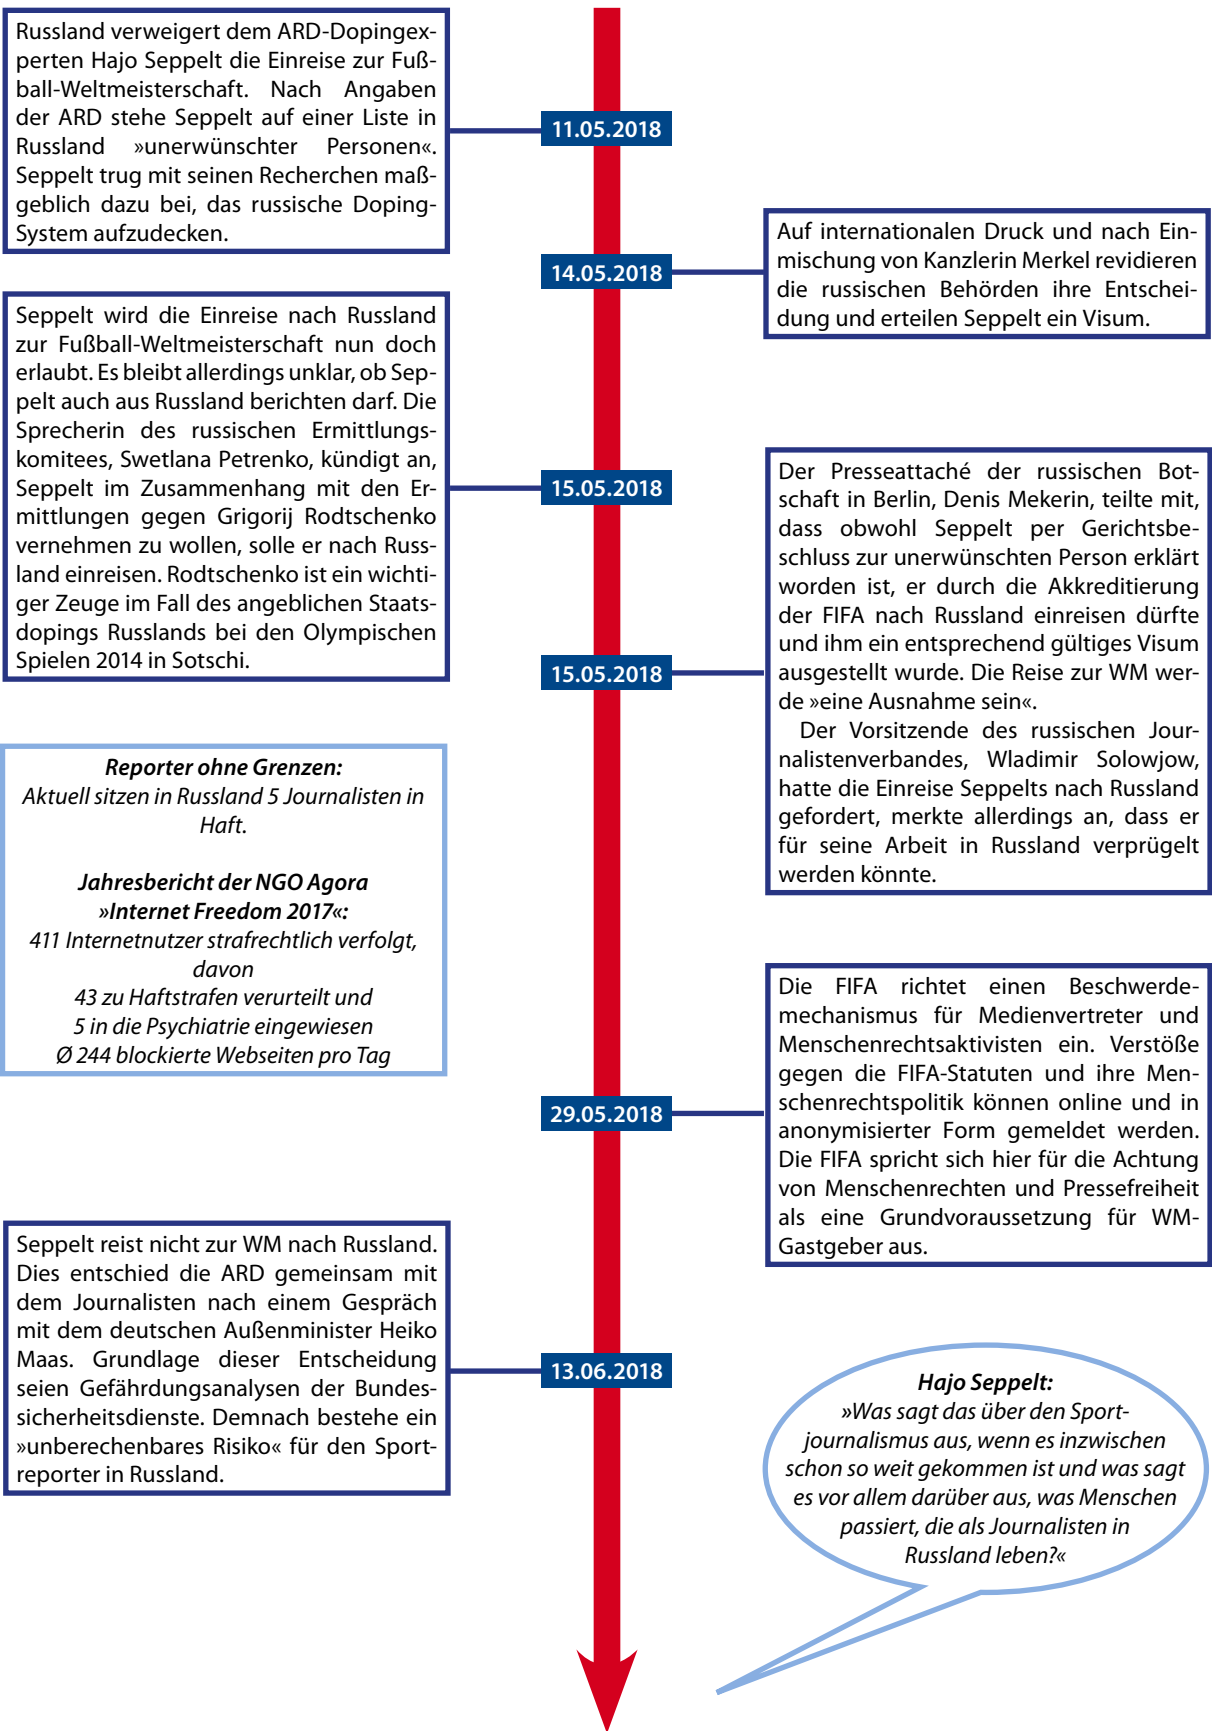 Russland verweigert dem ARD-Dopingex-
perten Hajo Seppelt die Einreise zur Fuß-
ball-Weltmeisterschaft. Nach Angaben
der ARD stehe Seppelt auf einer Liste in
Russland »unerwünschter Personen«.
Seppelt trug mit seinen Recherchen maß-
geblich dazu bei, das russische Doping-
System aufzudecken.
11.05.2018
14.05.2018
Auf internationalen Druck und nach Ein-
mischung von Kanzlerin Merkel revidieren
die russischen Behörden ihre Entschei-
dung und erteilen Seppelt ein Visum.
Seppelt wird die Einreise nach Russland
zur Fußball-Weltmeisterschaft nun doch
erlaubt. Es bleibt allerdings unklar, ob Sep-
pelt auch aus Russland berichten darf. Die
Sprecherin des russischen Ermittlungs-
komitees, Swetlana Petrenko, kündigt an,
Seppelt im Zusammenhang mit den Er-
mittlungen gegen Grigorij Rodtschenko
vernehmen zu wollen, solle er nach Russ-
land einreisen. Rodtschenko ist ein wichti-
ger Zeuge im Fall des angeblichen Staats-
dopings Russlands bei den Olympischen
Spielen 2014 in Sotschi.
15.05.2018
15.05.2018
Der Presseattaché der russischen Bot-
schaft in Berlin, Denis Mekerin, teilte mit,
dass obwohl Seppelt per Gerichtsbe-
schluss zur unerwünschten Person erklärt
worden ist, er durch die Akkreditierung
der FIFA nach Russland einreisen dürfte
und ihm ein entsprechend gültiges Visum
ausgestellt wurde. Die Reise zur WM wer-
de »eine Ausnahme sein«.
Der Vorsitzende des russischen Jour-
nalistenverbandes, Wladimir Solowjow,
hatte die Einreise Seppelts nach Russland
gefordert, merkte allerdings an, dass er
für seine Arbeit in Russland verprügelt
werden könnte.
Reporter ohne Grenzen:
Aktuell sitzen in Russland 5 Journalisten in
Haft.
Jahresbericht der NGO Agora
»Internet Freedom 2017«:
411 Internetnutzer strafrechtlich verfolgt,
davon
43 zu Haftstrafen verurteilt und
5 in die Psychiatrie eingewiesen
Ø 244 blockierte Webseiten pro Tag
29.05.2018
Die FIFA richtet einen Beschwerde-
mechanismus für Medienvertreter und
Menschenrechtsaktivisten ein. Verstöße
gegen die FIFA-Statuten und ihre Men-
schenrechtspolitik können online und in
anonymisierter Form gemeldet werden.
Die FIFA spricht sich hier für die Achtung
von Menschenrechten und Pressefreiheit
als eine Grundvoraussetzung für WM-
Gastgeber aus.
Seppelt reist nicht zur WM nach Russland.
Dies entschied die ARD gemeinsam mit
dem Journalisten nach einem Gespräch
mit dem deutschen Außenminister Heiko
Maas. Grundlage dieser Entscheidung
seien Gefährdungsanalysen der Bundes-
sicherheitsdienste. Demnach bestehe ein
»unberechenbares Risiko« für den Sport-
reporter in Russland.
13.06.2018
Hajo Seppelt:
»Was sagt das über den Sport-
journalismus aus, wenn es inzwischen
schon so weit gekommen ist und was sagt
es vor allem darüber aus, was Menschen
passiert, die als Journalisten in
Russland leben?«